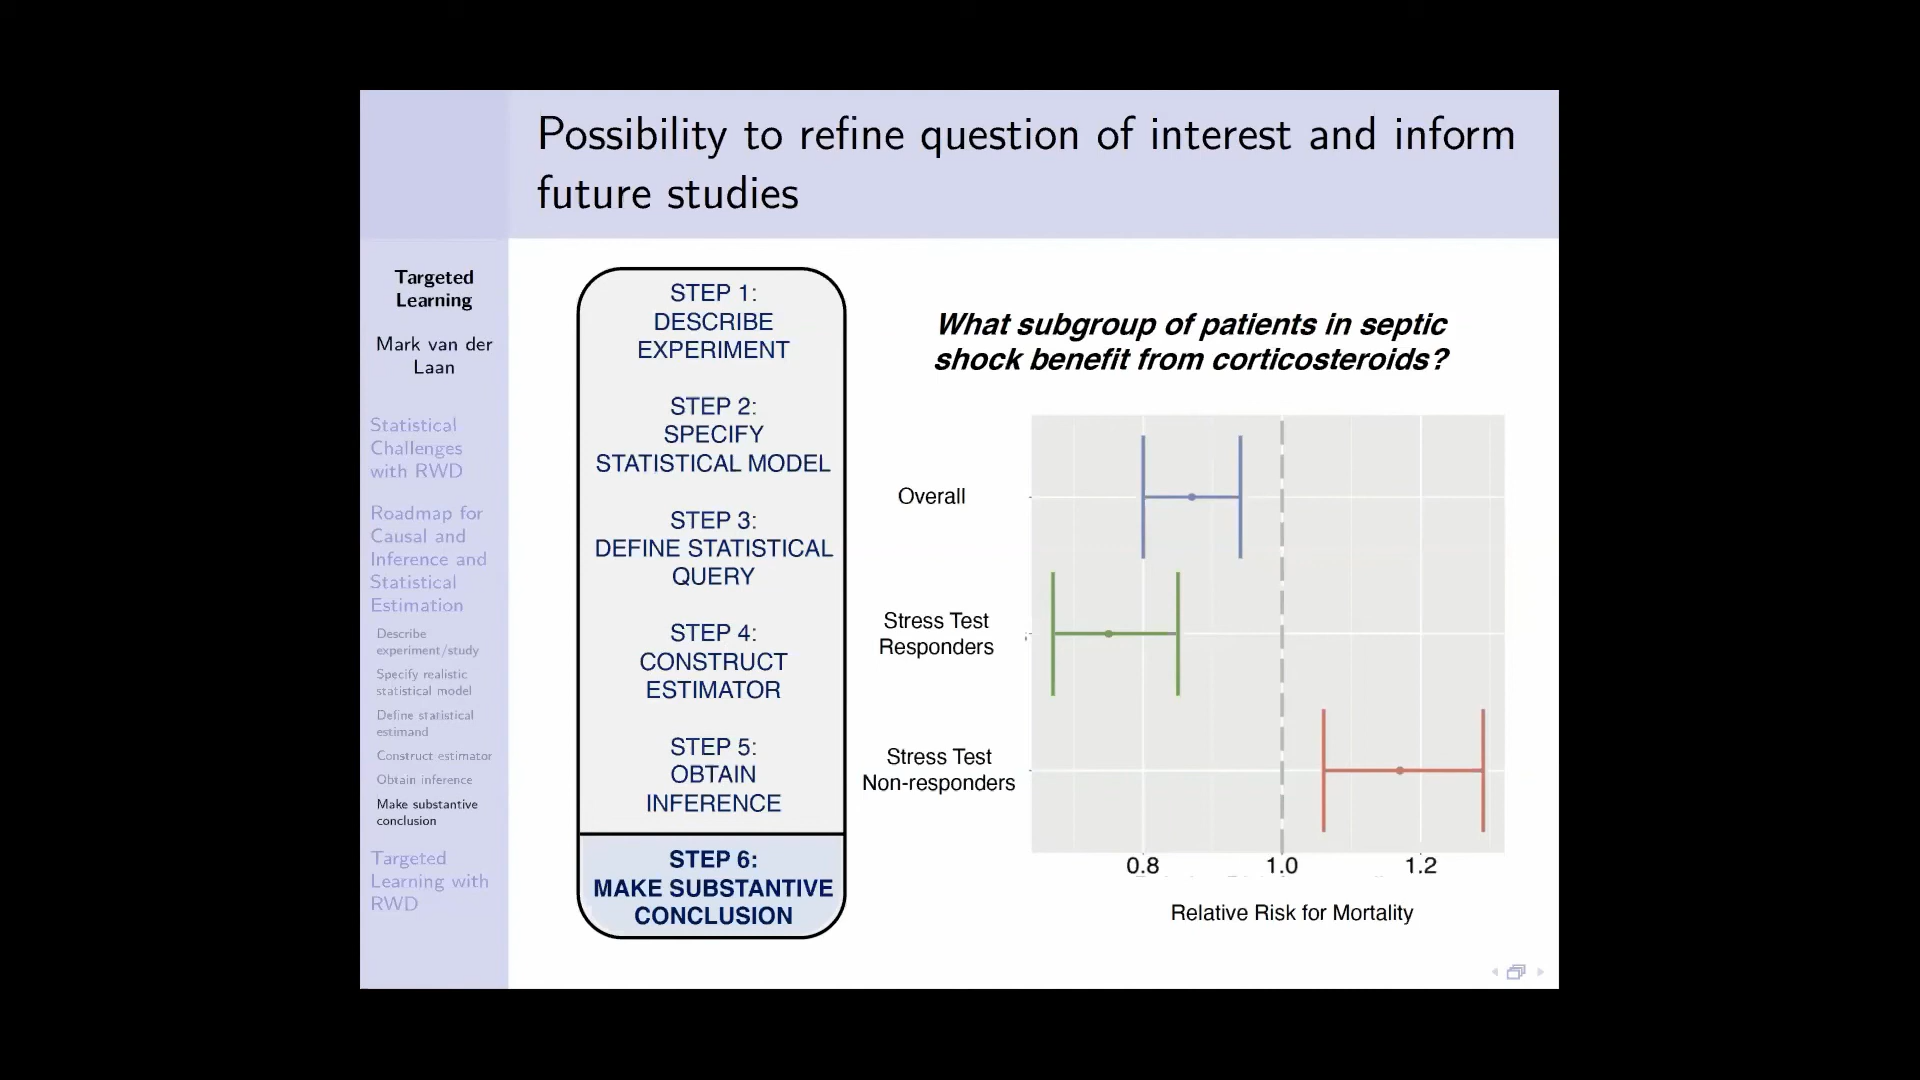 Possibility to refine question of interest and inform
future studies
Targeted
Learning
Mark van der
Laan
Statistical
Challenges
with RWD
Roadmap for
Causal and
Inference and
Statistical
Estimation
Describe
experiment/study
Specify realistic
statistical model
Define statistical
estimand
Construct estimator
Obtain inference
Make substantive
conclusion
Targeted
Learning with
RWD
STEP 1:
DESCRIBE
EXPERIMENT
STEP 2:
SPECIFY
STATISTICAL MODEL
STEP 3:
DEFINE STATISTICAL
QUERY
STEP 4:
CONSTRUCT
ESTIMATOR
STEP 5:
OBTAIN
INFERENCE
STEP 6:
MAKE SUBSTANTIVE
CONCLUSION
What subgroup of patients in septic
shock benefit from corticosteroids?
Overall
Stress Test
Responders
Stress Test
Non-responders
0.8 1.0 1.2
Relative Risk for Mortality